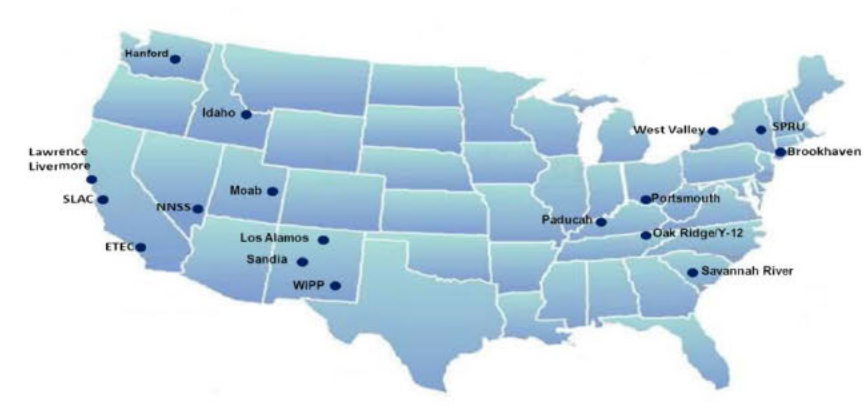 Hanford
Idaho
Lawrence
Livermore
SLAC
NNSS
Moab
ETEC
Los Alamos
Sandia
WIPP
West Valley
SPRU
Brookhaven
Portsmouth
Paducah
Oak Ridge/Y-12
Savannah River